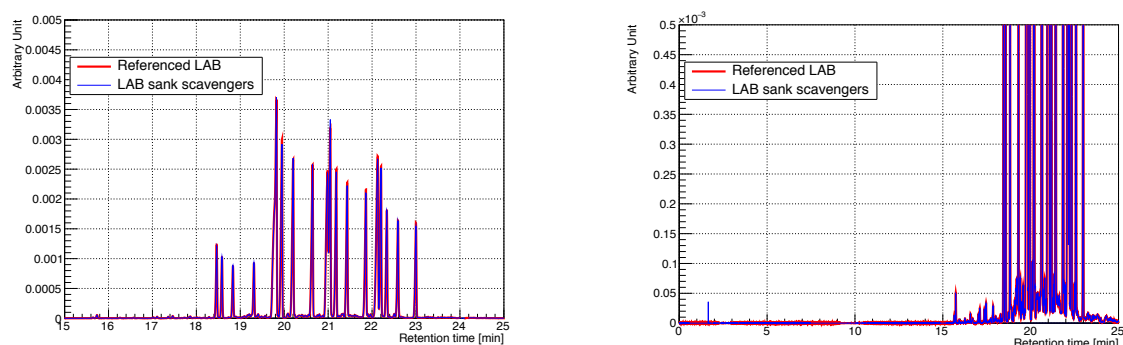 Arbitrary Unit
0.005
0.0045
0.004
0.0035
0.003
0.0025
0.002
0.0015
0.001
0.0005
0
Referenced LAB
LAB sank scavengers
15 16 17 18 19 20 21 22 23 24 25
Retention time [min]
×10⁻³
Arbitrary Unit
0.5
0.45
0.4
0.35
0.3
0.25
0.2
0.15
0.1
0.05
0
Referenced LAB
LAB sank scavengers
0 5 10 15 20 25
Retention time [min]